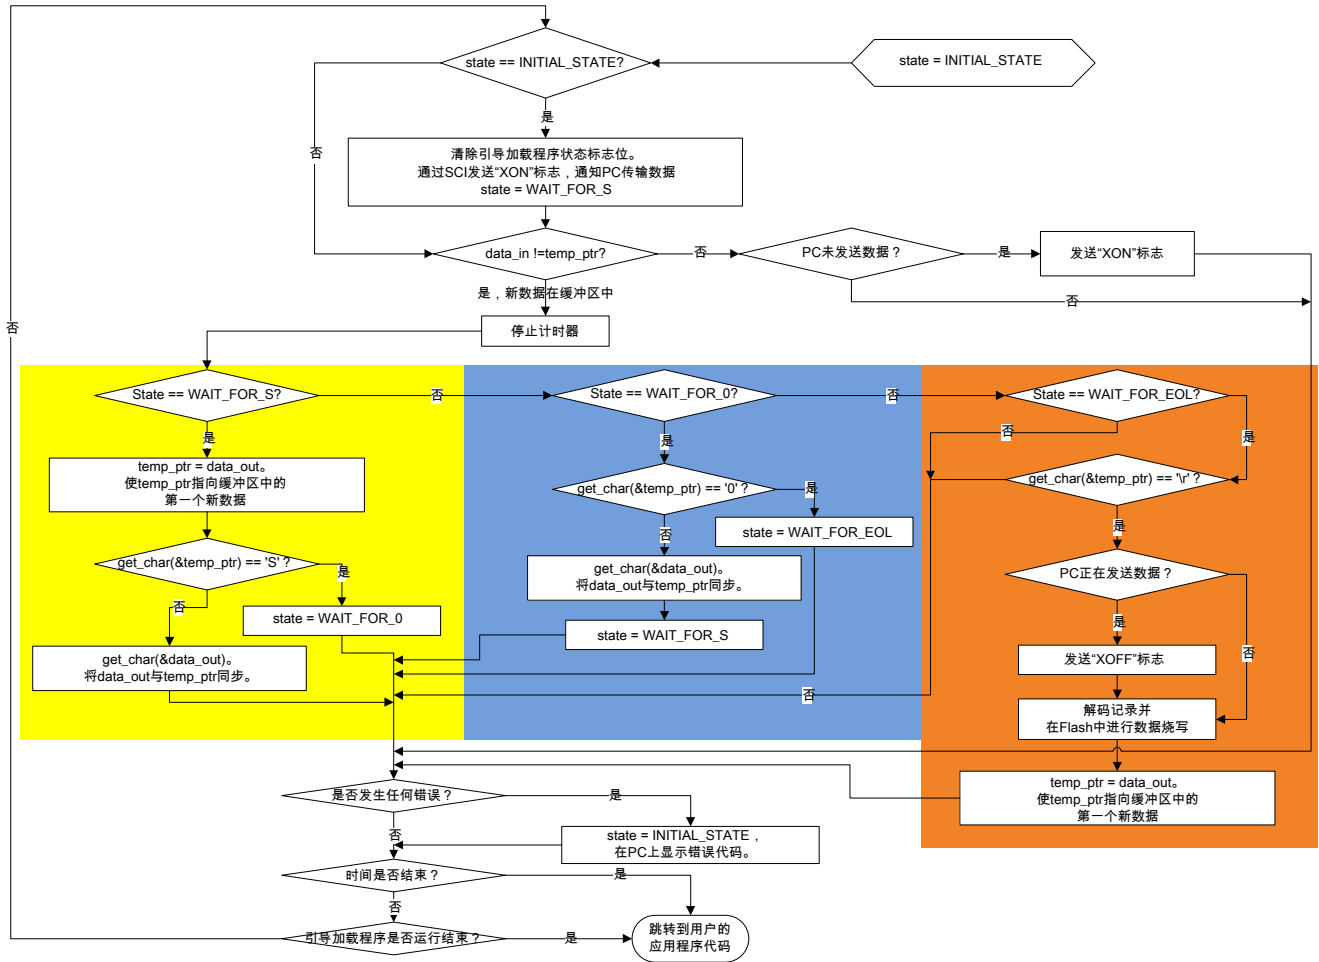 state == INITIAL_STATE?
state = INITIAL_STATE
是
否
清除引导加载程序状态标志位。
通过SCI发送“XON”标志，通知PC传输数据
state = WAIT_FOR_S
data_in !=temp_ptr?
否
PC未发送数据？
是
发送“XON”标志
是，新数据在缓冲区中
否
否
停止计时器
State == WAIT_FOR_S?
否
State == WAIT_FOR_0?
否
State == WAIT_FOR_EOL?
是
是
否
是
temp_ptr = data_out。
使temp_ptr指向缓冲区中的
第一个新数据
get_char(&temp_ptr) == '0'？
是
get_char(&temp_ptr) == '\r'？
state = WAIT_FOR_EOL
否
是
get_char(&temp_ptr) == 'S'？
是
get_char(&data_out)。
将data_out与temp_ptr同步。
PC正在发送数据？
否
state = WAIT_FOR_0
state = WAIT_FOR_S
是
get_char(&data_out)。
将data_out与temp_ptr同步。
发送“XOFF”标志
否
否
解码记录并
在Flash中进行数据烧写
temp_ptr = data_out。
使temp_ptr指向缓冲区中的
第一个新数据
是否发生任何错误？
是
否
state = INITIAL_STATE，
在PC上显示错误代码。
时间是否结束？
是
否
引导加载程序是否运行结束？
是
跳转到用户的
应用程序代码